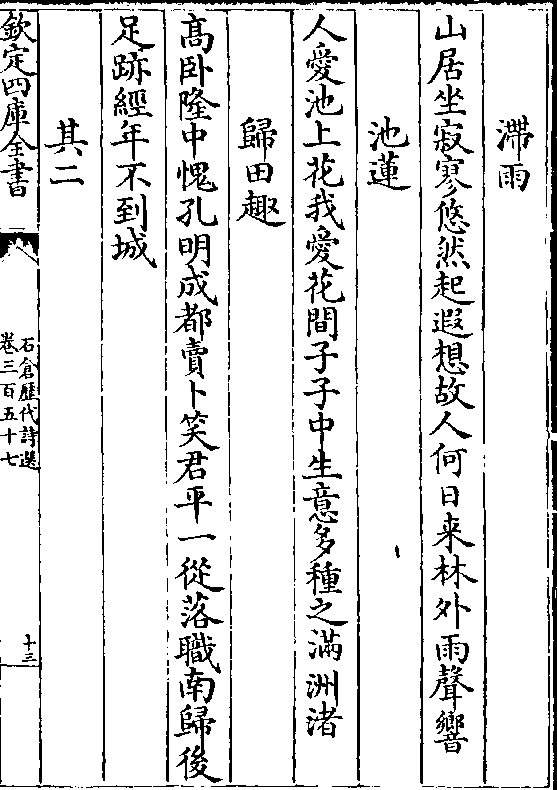 滯雨
山居坐寂寥悠然起遐想故人何日来林外雨聲響
池蓮
人愛池上花我愛花間子子中生意多種之滿洲渚
歸田趣
髙卧隆中愧孔明成都賣卜笑君平一從落職南歸後
足跡經年不到城
其二
欽定四庫全書
石倉歷代詩選
卷三百五十七
十三